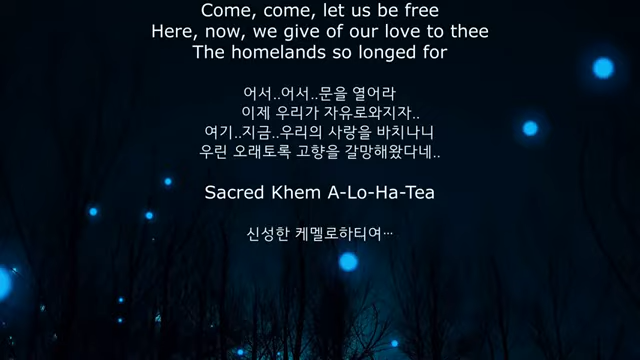 Come, come, let us be free
Here, now, we give of our love to thee
The homelands so longed for
어서..어서..문을 열어라
이제 우리가 자유로와지자..
여기..지금..우리의 사랑을 바치나니
우린 오래토록 고향을 갈망해왔다네..
Sacred Khem A-Lo-Ha-Tea
신성한 케멜로하티여…